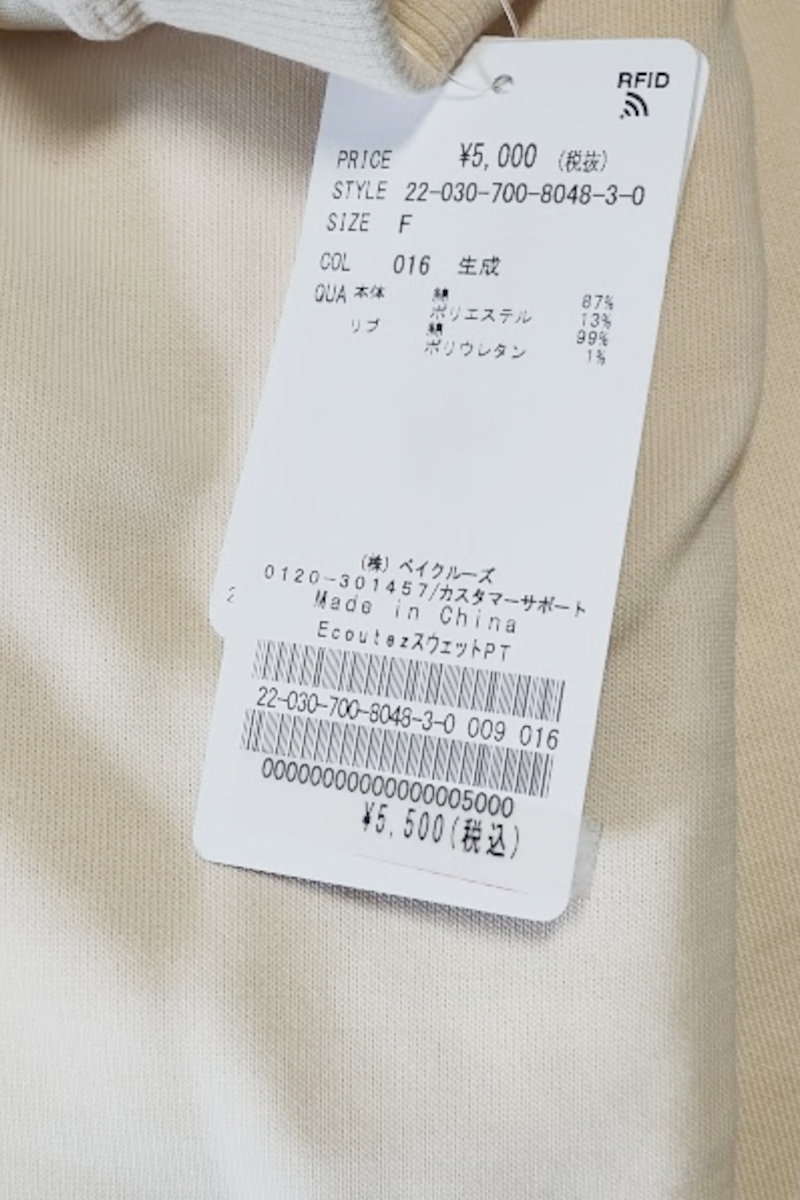 RFID
PRICE ¥5,000 (税抜)
STYLE 22-030-700-8048-3-0
SIZE F
COL 016 生成
QUA 本体 綿 87%
ポリエステル 13%
リブ 綿 99%
ポリウレタン 1%
(株) ベイクルーズ
0120-301457/カスタマーサポート
Made in China
EcoutezスウェットPT
22-030-700-8048-3-0 009 016
00000000000000005000
¥5,500(税込)
2